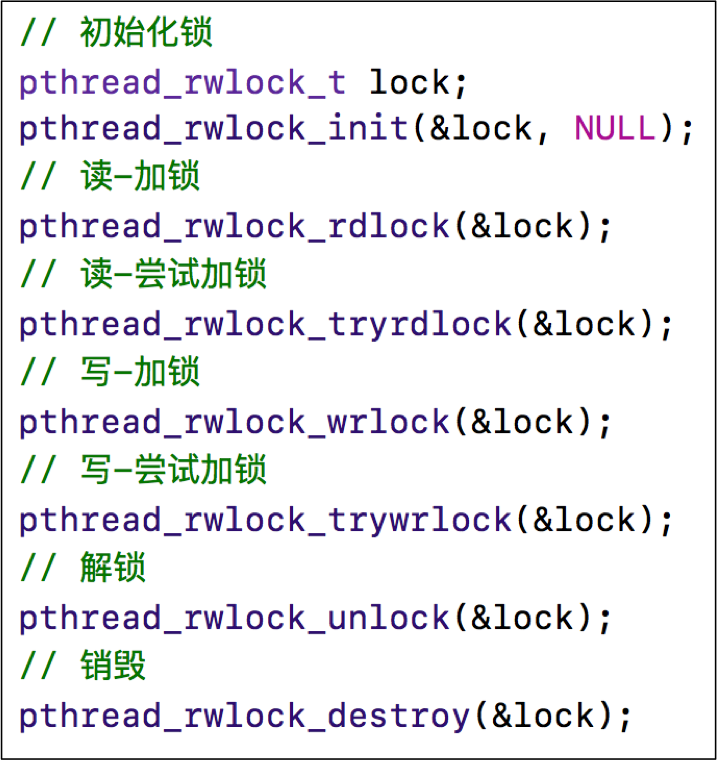 // 初始化锁
pthread_rwlock_t lock;
pthread_rwlock_init(&lock, NULL);
// 读-加锁
pthread_rwlock_rdlock(&lock);
// 读-尝试加锁
pthread_rwlock_tryrdlock(&lock);
// 写-加锁
pthread_rwlock_wrlock(&lock);
// 写-尝试加锁
pthread_rwlock_trywrlock(&lock);
// 解锁
pthread_rwlock_unlock(&lock);
// 销毁
pthread_rwlock_destroy(&lock);